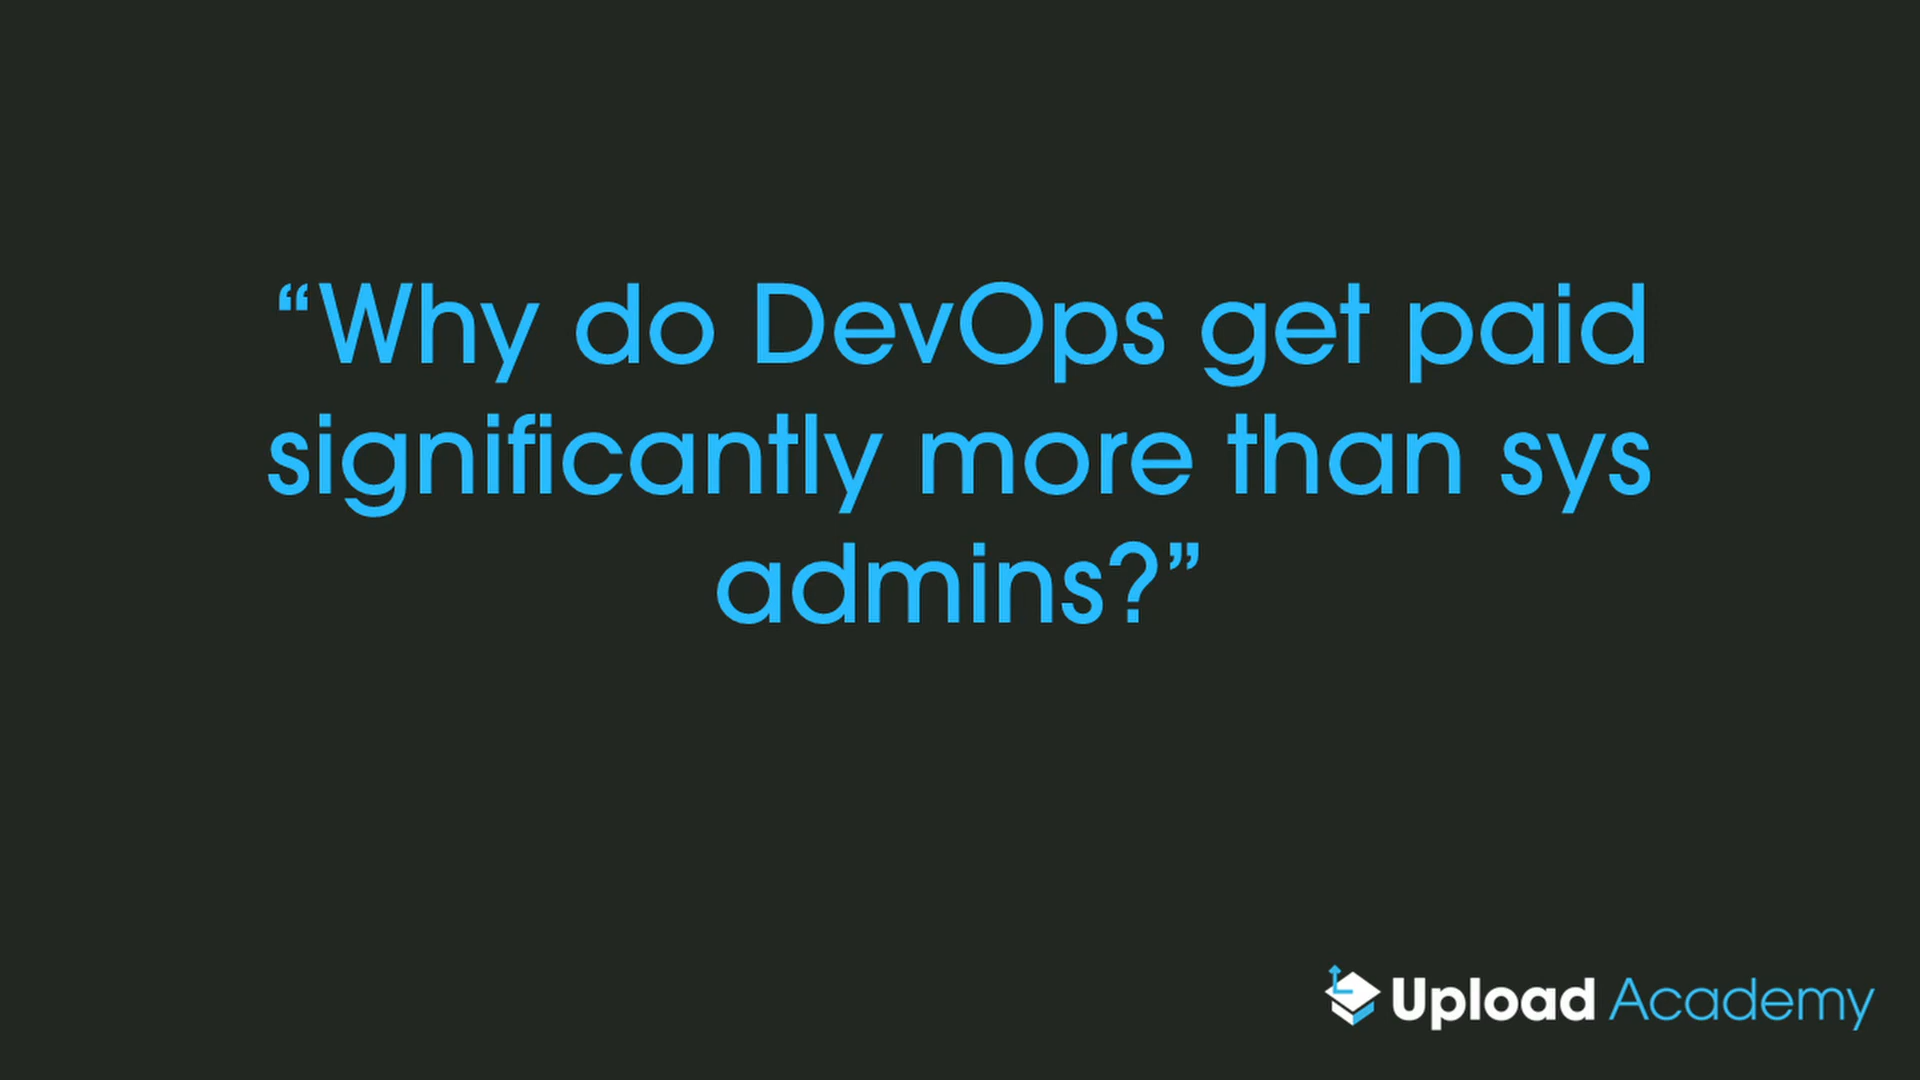 “Why do DevOps get paid
significantly more than sys
admins?”
Upload Academy